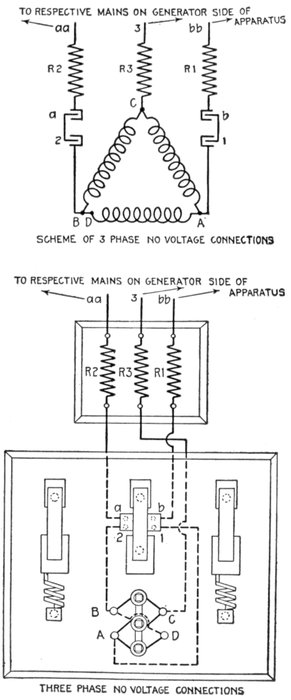 TO RESPECTIVE MAINS ON GENERATOR SIDE OF
APPARATUS
aa 3 bb
R2 R3 R1
a C b
2 1
B D A
SCHEME OF 3 PHASE NO VOLTAGE CONNECTIONS
TO RESPECTIVE MAINS ON GENERATOR SIDE OF
APPARATUS
aa 3 bb
R2 R3 R1
a b
2 1
B C
A D
THREE PHASE NO VOLTAGE CONNECTIONS